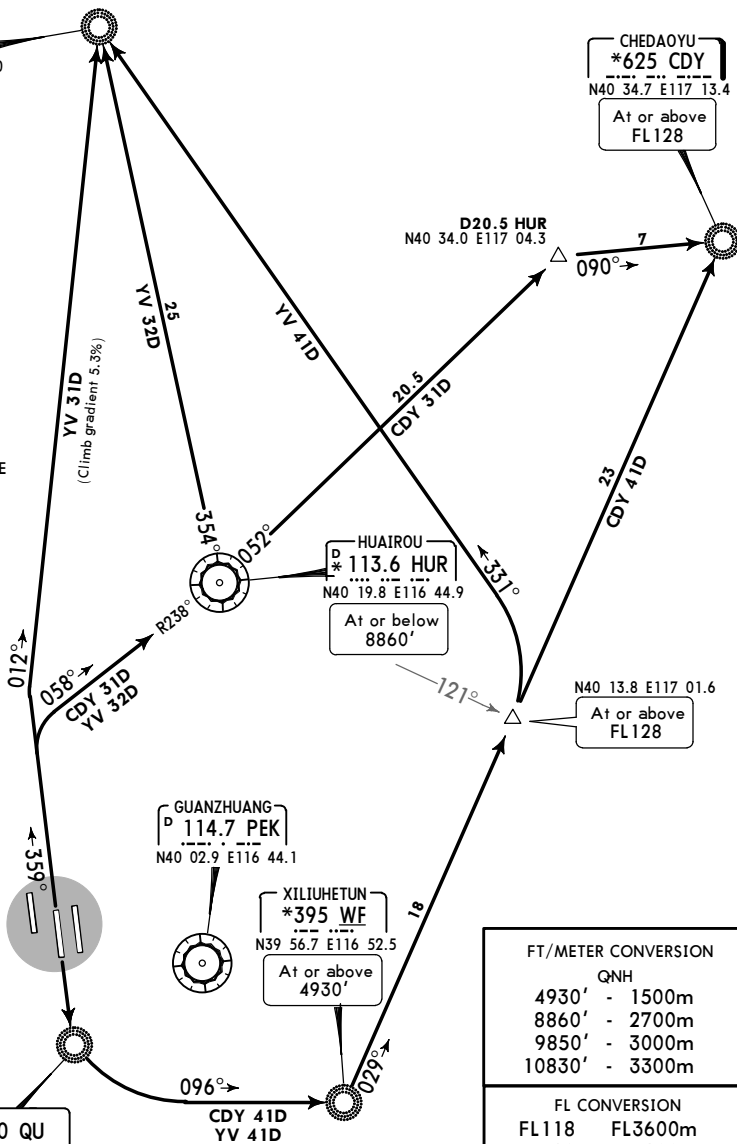 CHEDAOYU
*625 CDY
N40 34.7 E117 13.4
At or above
FL128
D20.5 HUR
N40 34.0 E117 04.3
7
090°
25
YV 32D
YV 41D
20.5
CDY 31D
YV 31D
(Climb gradient 5.3%)
23
CDY 41D
E
354°
052°
HUAIROU
D
* 113.6 HUR
N40 19.8 E116 44.9
At or below
8860'
331°
R238°
012°
058°
CDY 31D
YV 32D
121°
N40 13.8 E117 01.6
At or above
FL128
GUANZHUANG
D 114.7 PEK
N40 02.9 E116 44.1
359°
XILIUHETUN
*395 WF
N39 56.7 E116 52.5
At or above
4930'
18
029°
096°
CDY 41D
YV 41D
0 QU
FT/METER CONVERSION
QNH
4930' - 1500m
8860' - 2700m
9850' - 3000m
10830' - 3300m
FL CONVERSION
FL118 FL3600m